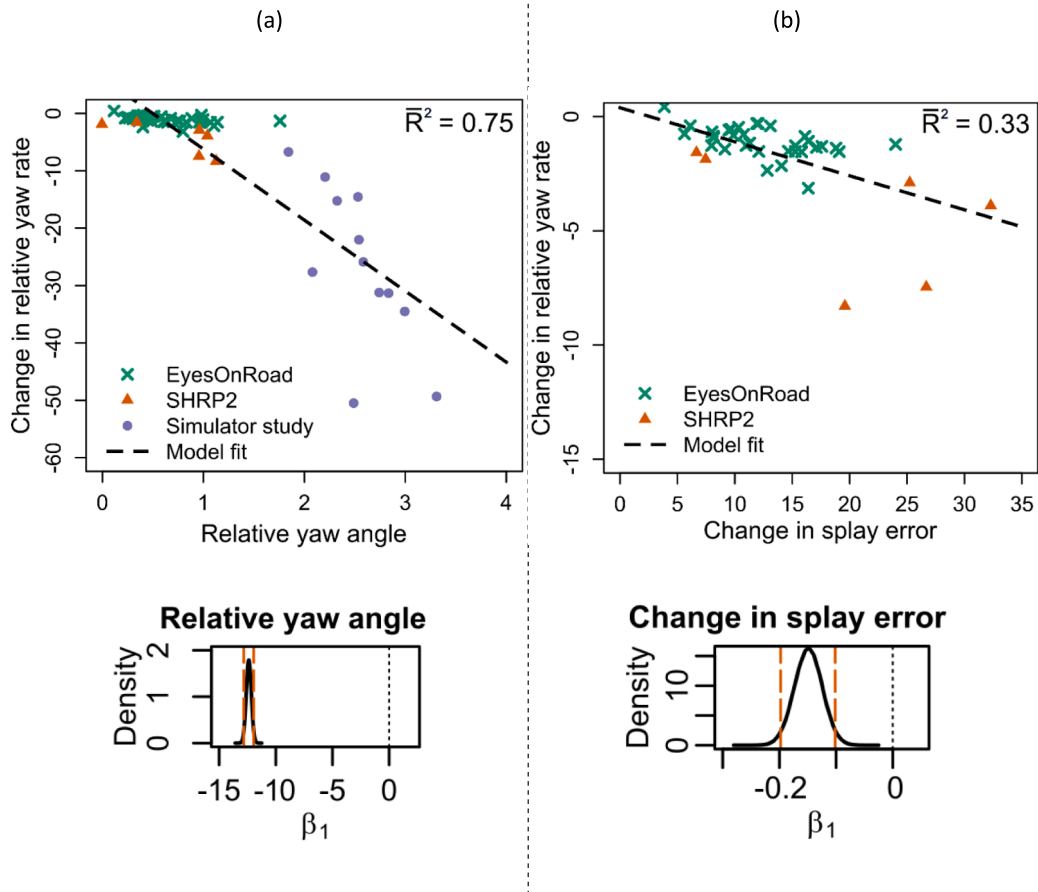 (a)
R̅² = 0.75
Change in relative yaw rate
0
-10
-20
-30
-40
-50
-60
EyesOnRoad
SHRP2
Simulator study
Model fit
0 1 2 3 4
Relative yaw angle
Relative yaw angle
Density
2
1
0
-15 -10 0
β₁
(b)
R̅² = 0.33
Change in relative yaw rate
0
-5
-10
-15
EyesOnRoad
SHRP2
Model fit
0 5 10 15 20 25 30 35
Change in splay error
Change in splay error
Density
10
0
-0.2 0
β₁